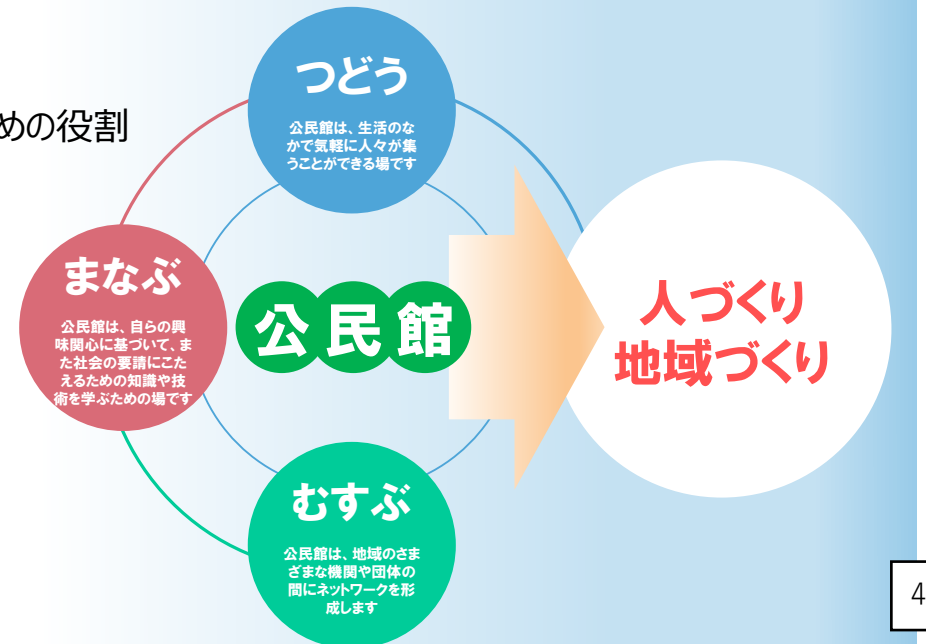 めの役割
つどう
公民館は、生活のな
かで気軽に人々が集
うことができる場です
まなぶ
公民館は、自らの興
味関心に基づいて、ま
た社会の要請にこた
えるための知識や技
術を学ぶための場です
公民館
人づくり
地域づくり
むすぶ
公民館は、地域のさま
ざまな機関や団体の
間にネットワークを形
成します
4